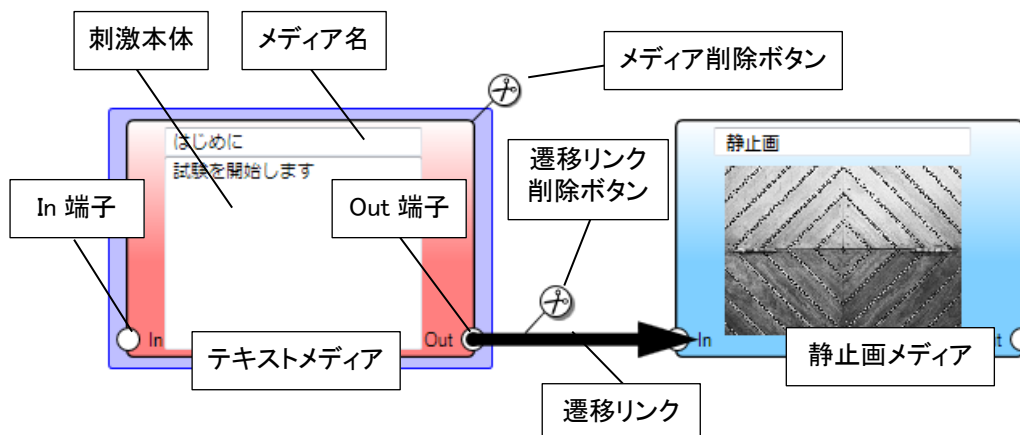 刺激本体
メディア名
メディア削除ボタン
はじめに
試験を開始します
静止画
遷移リンク
削除ボタン
In 端子
Out 端子
In
Out
In
t
テキストメディア
静止画メディア
遷移リンク